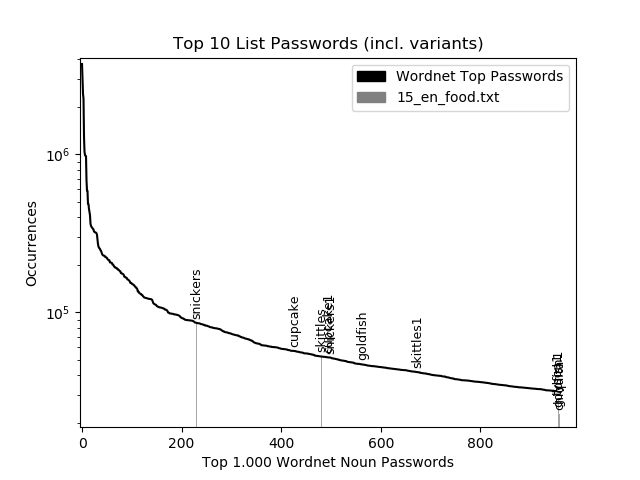 Top 10 List Passwords (incl. variants)
Wordnet Top Passwords
15_en_food.txt
Occurrences
10^6
10^5
snickers
cupcake
skittles
snickers1
goldfish
skittles1
0 200 400 600 800
Top 1.000 Wordnet Noun Passwords